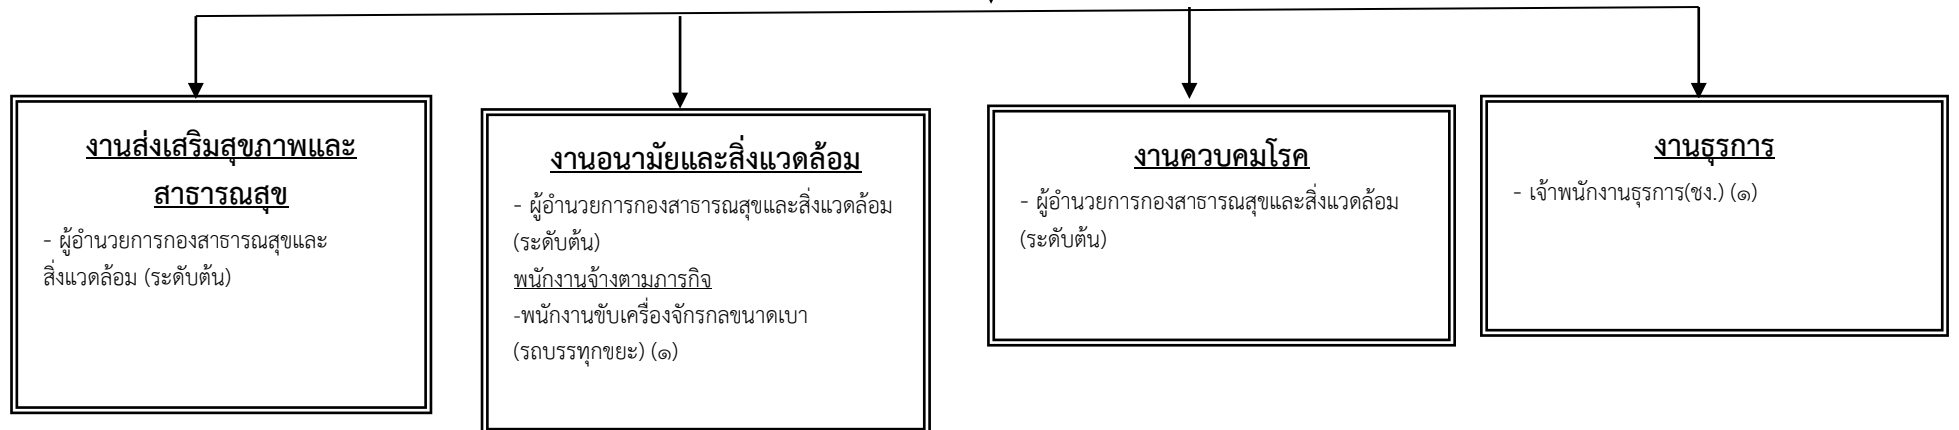 งานส่งเสริมสุขภาพและ
สาธารณสุข
- ผู้อำนวยการกองสาธารณสุขและ
สิ่งแวดล้อม (ระดับต้น)
งานอนามัยและสิ่งแวดล้อม
- ผู้อำนวยการกองสาธารณสุขและสิ่งแวดล้อม
(ระดับต้น)
พนักงานจ้างตามภารกิจ
-พนักงานขับเครื่องจักรกลขนาดเบา
(รถบรรทุกขยะ) (๑)
งานควบคมโรค
- ผู้อำนวยการกองสาธารณสุขและสิ่งแวดล้อม
(ระดับต้น)
งานธุรการ
- เจ้าพนักงานธุรการ(ชง.) (๑)